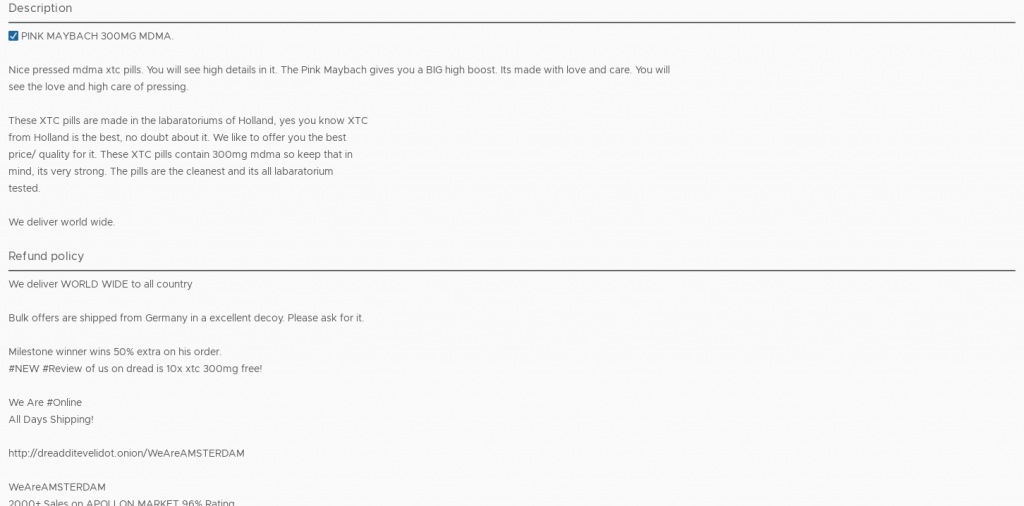 Description
PINK MAYBACH 300MG MDMA.
Nice pressed mdma xtc pills. You will see high details in it. The Pink Maybach gives you a BIG high boost. Its made with love and care. You will
see the love and high care of pressing.
These XTC pills are made in the labaratoriums of Holland, yes you know XTC
from Holland is the best, no doubt about it. We like to offer you the best
price/ quality for it. These XTC pills contain 300mg mdma so keep that in
mind, its very strong. The pills are the cleanest and its all labaratorium
tested.
We deliver world wide.
Refund policy
We deliver WORLD WIDE to all country
Bulk offers are shipped from Germany in a excellent decoy. Please ask for it.
Milestone winner wins 50% extra on his order.
#NEW #Review of us on dread is 10x xtc 300mg free!
We Are #Online
All Days Shipping!
http://dreadditevelidot.onion/WeAreAMSTERDAM
WeAreAMSTERDAM
2000+ Sales on APOLLON MARKET 96% Rating